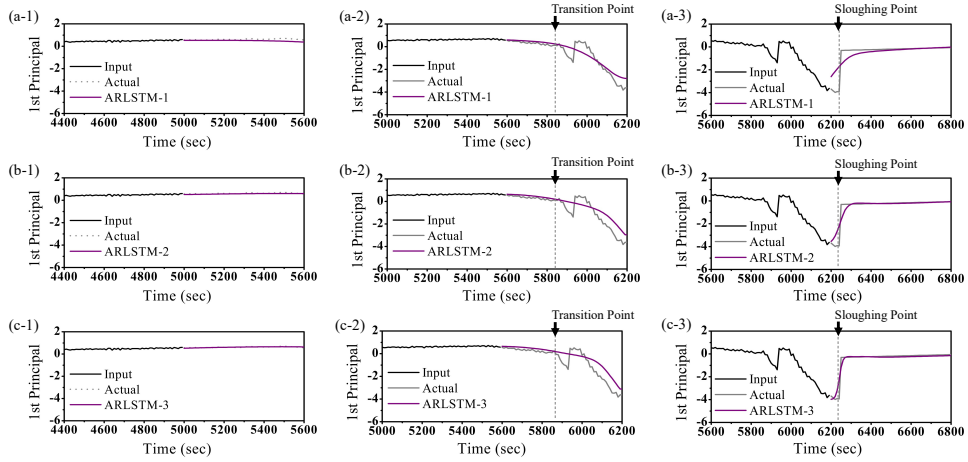 (a-1)
2
0
-2
-4
-6
1st Principal
Input
Actual
ARLSTM-1
4400 4600 4800 5000 5200 5400 5600
Time (sec)
(a-2)
Transition Point
2
0
-2
-4
-6
1st Principal
Input
Actual
ARLSTM-1
5000 5200 5400 5600 5800 6000 6200
Time (sec)
(a-3)
Sloughing Point
2
0
-2
-4
-6
1st Principal
Input
Actual
ARLSTM-1
5600 5800 6000 6200 6400 6600 6800
Time (sec)
(b-1)
2
0
-2
-4
-6
1st Principal
Input
Actual
ARLSTM-2
4400 4600 4800 5000 5200 5400 5600
Time (sec)
(b-2)
Transition Point
2
0
-2
-4
-6
1st Principal
Input
Actual
ARLSTM-2
5000 5200 5400 5600 5800 6000 6200
Time (sec)
(b-3)
Sloughing Point
2
0
-2
-4
-6
1st Principal
Input
Actual
ARLSTM-2
5600 5800 6000 6200 6400 6600 6800
Time (sec)
(c-1)
2
0
-2
-4
-6
1st Principal
Input
Actual
ARLSTM-3
4400 4600 4800 5000 5200 5400 5600
Time (sec)
(c-2)
Transition Point
2
0
-2
-4
-6
1st Principal
Input
Actual
ARLSTM-3
5000 5200 5400 5600 5800 6000 6200
Time (sec)
(c-3)
Sloughing Point
2
0
-2
-4
-6
1st Principal
Input
Actual
ARLSTM-3
5600 5800 6000 6200 6400 6600 6800
Time (sec)